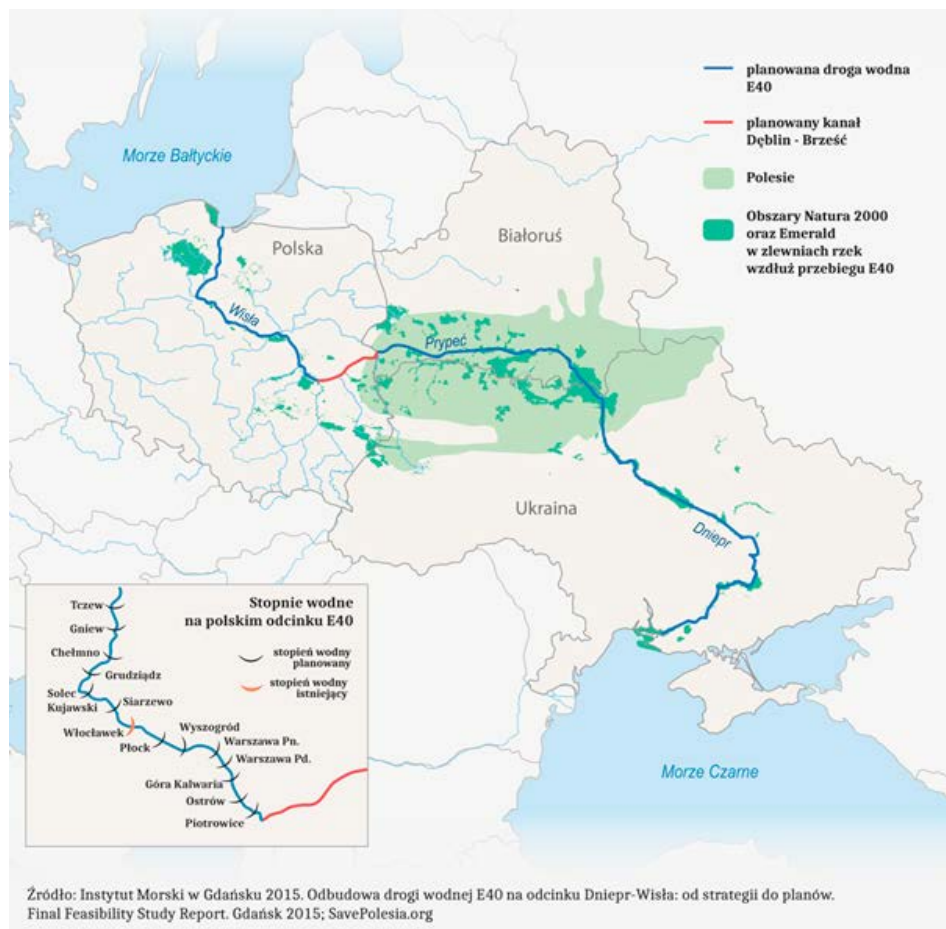 planowana droga wodna
E40
planowany kanał
Dęblin - Brześć
Polesie
Obszary Natura 2000
oraz Emerald
w zlewniach rzek
wzdłuż przebiegu E40
Morze Bałtyckie
Polska
Białoruś
Wisła
Prypeć
Ukraina
Dniepr
Morze Czarne
Stopnie wodne
na polskim odcinku E40
stopień wodny
planowany
stopień wodny
istniejący
Tczew
Gniew
Chełmno
Grudziądz
Solec
Kujawski
Siarzewo
Włocławek
Płock
Wyszogród
Warszawa Pn.
Warszawa Pd.
Góra Kalwaria
Ostrów
Piotrowice
Źródło: Instytut Morski w Gdańsku 2015. Odbudowa drogi wodnej E40 na odcinku Dniepr-Wisła: od strategii do planów.
Final Feasibility Study Report. Gdańsk 2015; SavePolesia.org